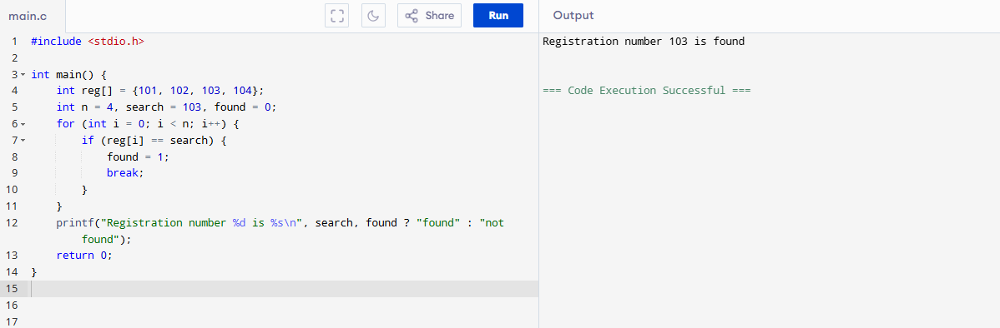 main.c
Share
Run
Output
1 #include <stdio.h>
2
3 int main() {
4     int reg[] = {101, 102, 103, 104};
5     int n = 4, search = 103, found = 0;
6     for (int i = 0; i < n; i++) {
7         if (reg[i] == search) {
8             found = 1;
9             break;
10         }
11     }
12     printf("Registration number %d is %s\n", search, found ? "found" : "not
found");
13     return 0;
14 }
15
16
17
Registration number 103 is found
=== Code Execution Successful ===